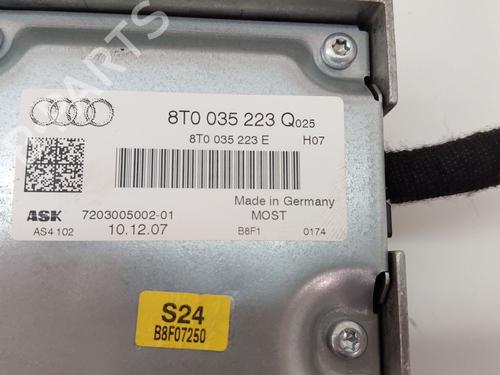 PARTS
8T0 035 223 Q025
8T0 035 223 E H07
Made in Germany
ASK 7203005002-01 MOST
AS4 102 10.12.07 B8F1 0174
S24
B8F07250